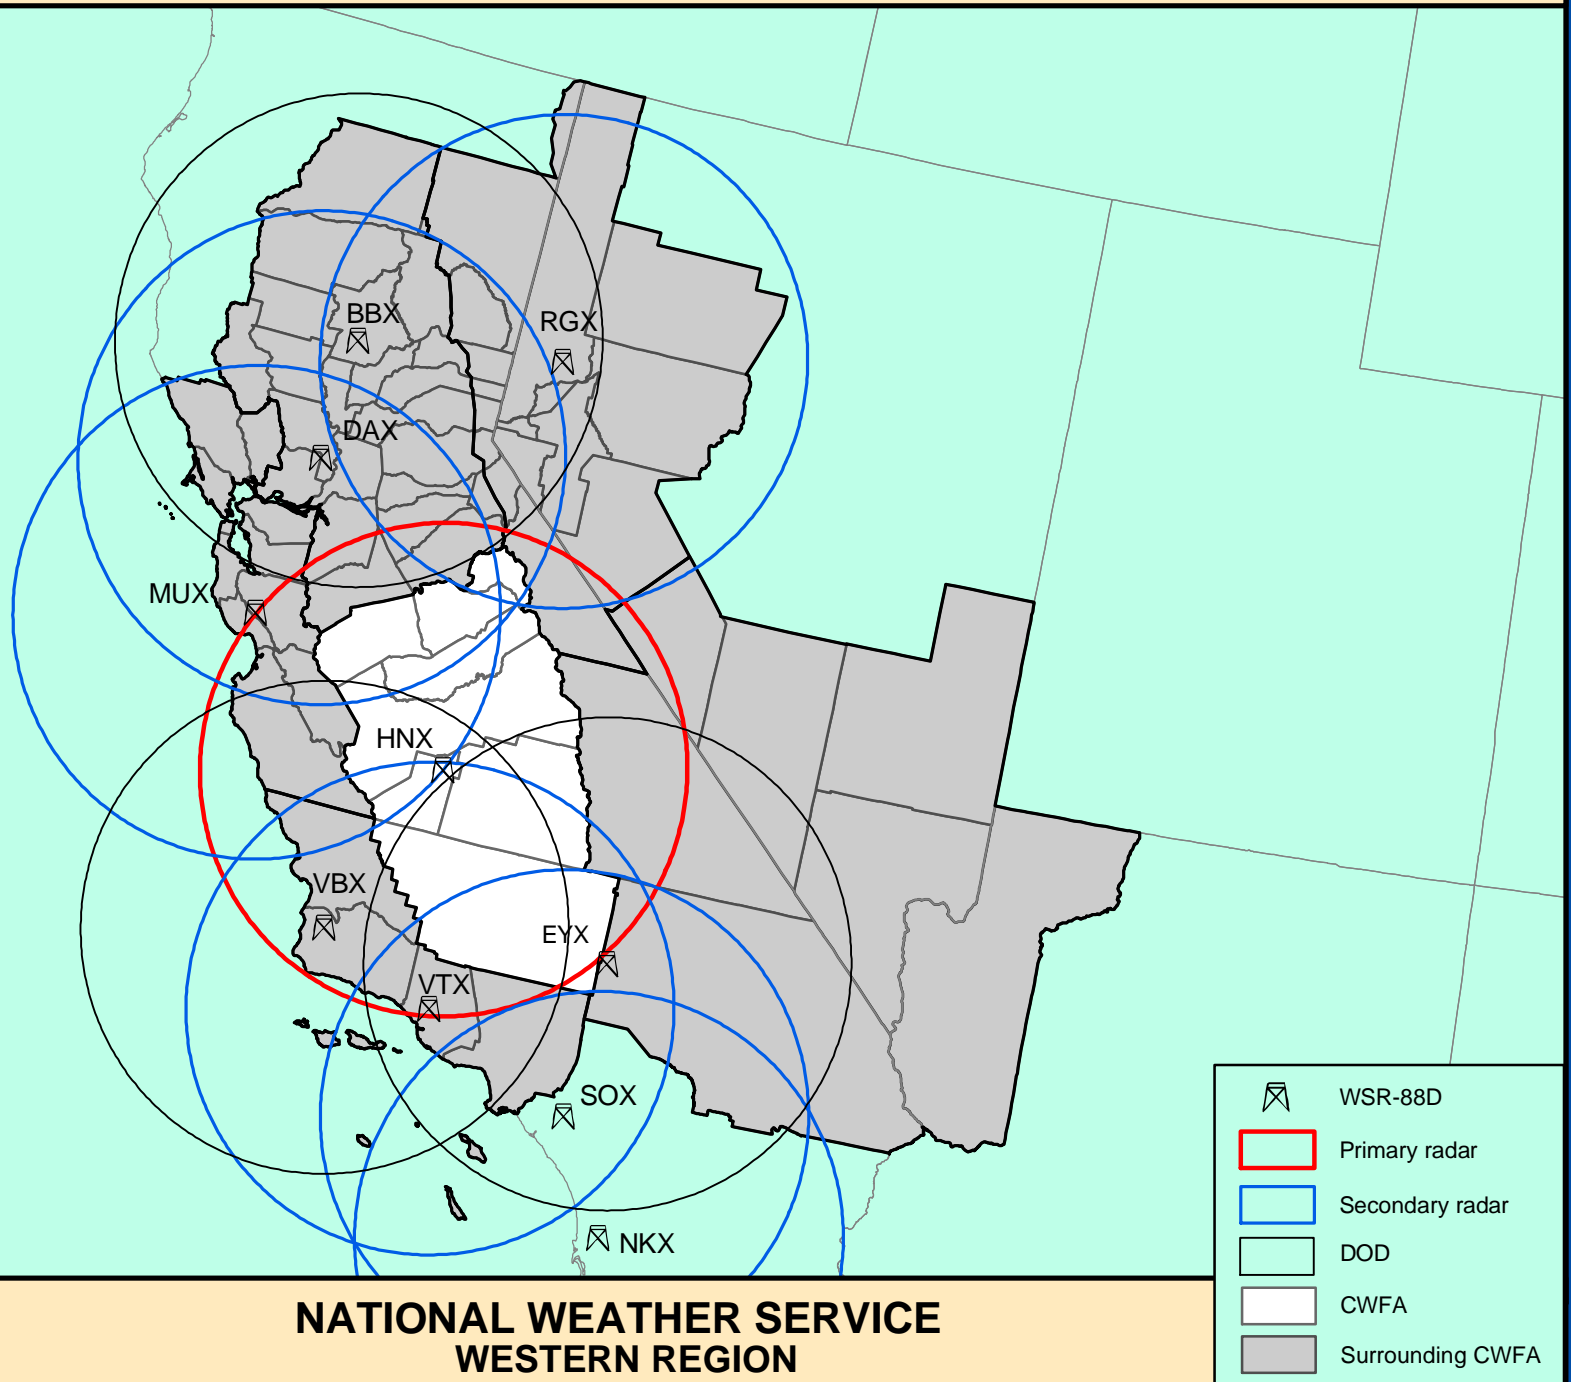 BBX
RGX
DAX
MUX
HNX
VBX
EYX
VTX
SOX
NKX
WSR-88D
Primary radar
Secondary radar
DOD
CWFA
Surrounding CWFA
NATIONAL WEATHER SERVICE
WESTERN REGION